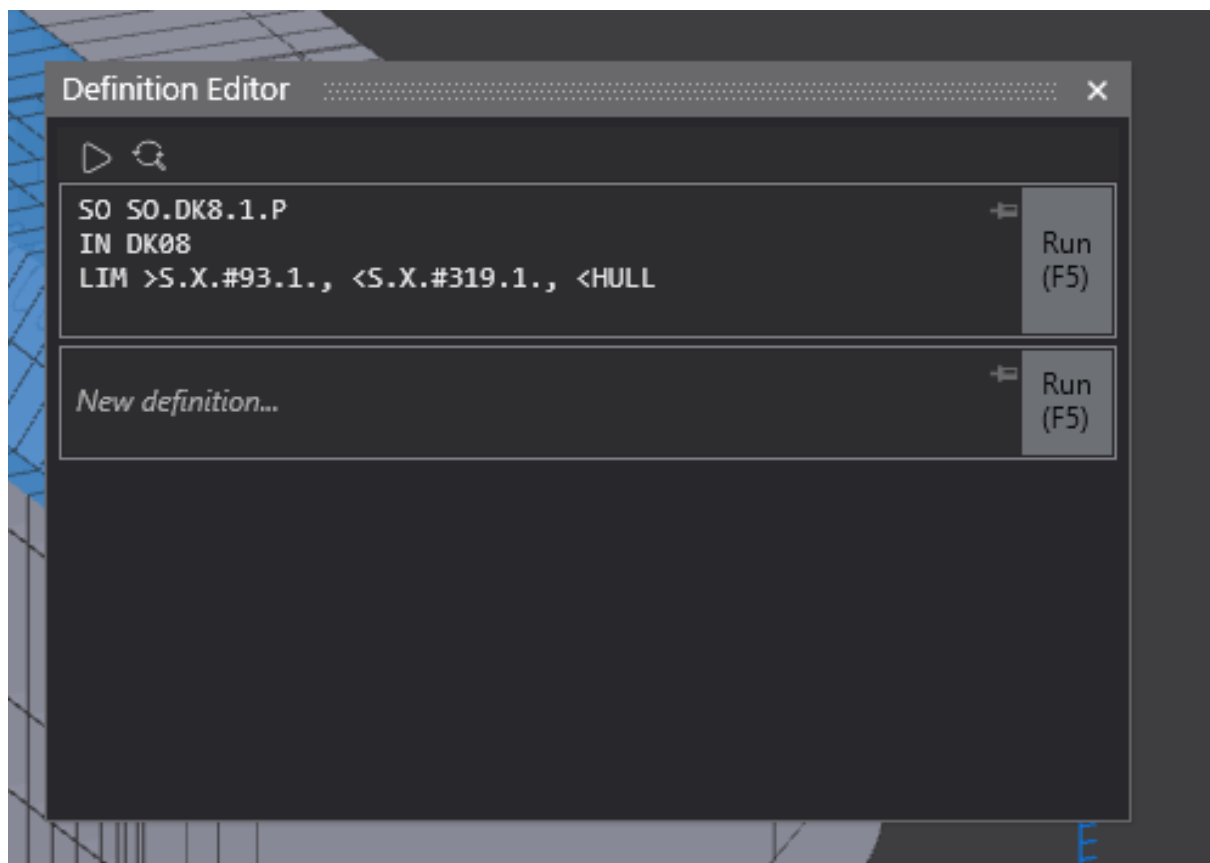 Definition Editor
SO SO.DK8.1.P
IN DK08
LIM >S.X.#93.1., <S.X.#319.1., <HULL
Run
(F5)
New definition...
Run
(F5)